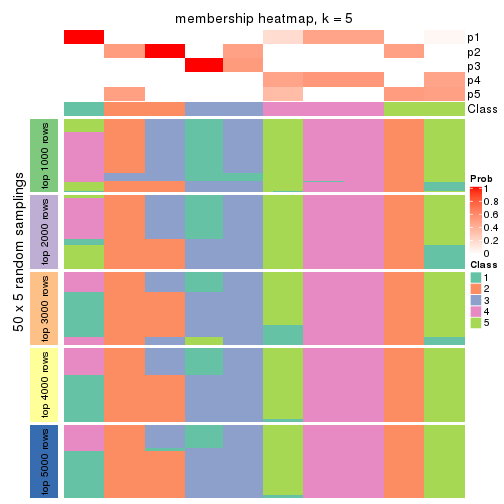 membership heatmap, k = 5
p1
p2
p3
p4
p5
Class
50 x 5 random samplings
top 1000 rows
top 2000 rows
top 3000 rows
top 4000 rows
top 5000 rows
Prob
1
0.8
0.6
0.4
0.2
0
Class
1
2
3
4
5